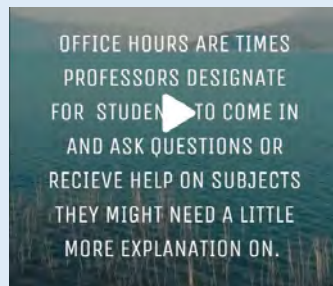 OFFICE HOURS ARE TIMES
PROFESSORS DESIGNATE
FOR STUDEN TO COME IN
AND ASK QUESTIONS OR
RECIEVE HELP ON SUBJECTS
THEY MIGHT NEED A LITTLE
MORE EXPLANATION ON.